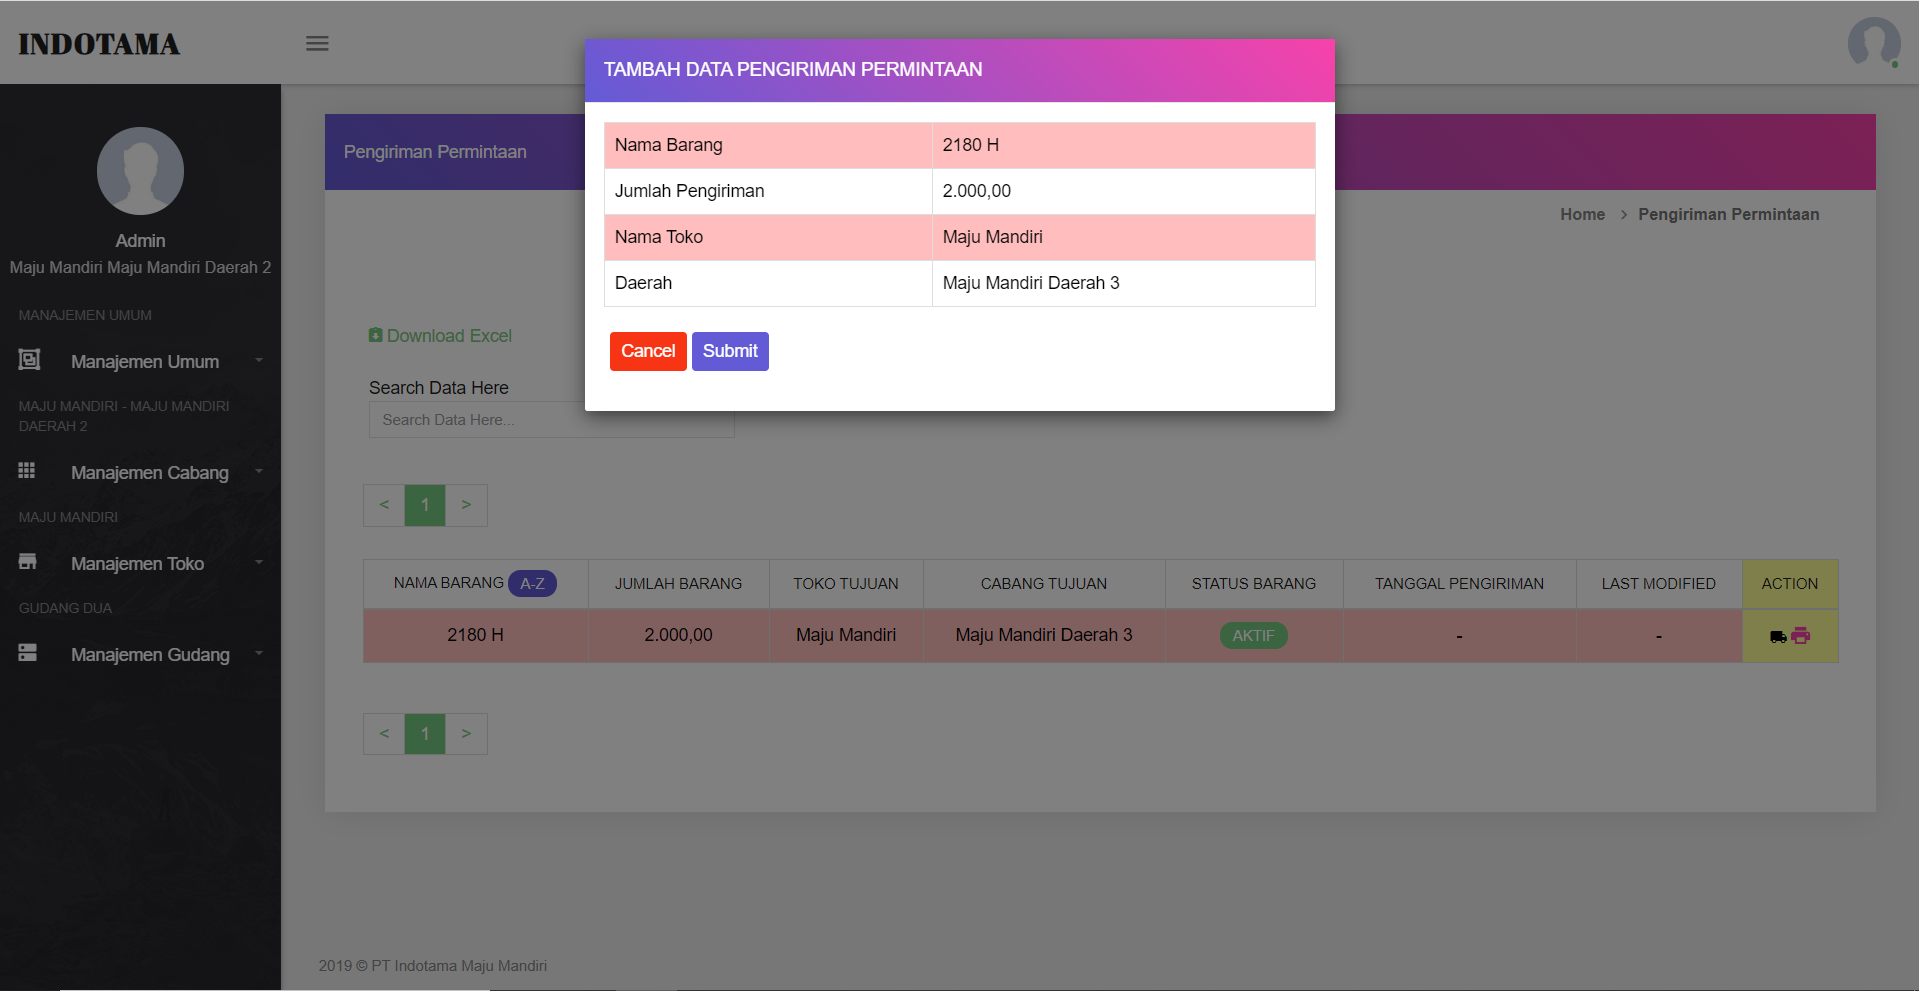 INDOTAMA
Admin
Maju Mandiri Maju Mandiri Daerah 2
MANAJEMEN UMUM
Manajemen Umum
MAJU MANDIRI - MAJU MANDIRI
DAERAH 2
Manajemen Cabang
MAJU MANDIRI
Manajemen Toko
GUDANG DUA
Manajemen Gudang
TAMBAH DATA PENGIRIMAN PERMINTAAN
Nama Barang 2180 H
Jumlah Pengiriman 2.000,00
Nama Toko Maju Mandiri
Daerah Maju Mandiri Daerah 3
Cancel Submit
Pengiriman Permintaan
Home > Pengiriman Permintaan
Download Excel
Search Data Here
Search Data Here...
< 1 >
NAMA BARANG A-Z JUMLAH BARANG TOKO TUJUAN CABANG TUJUAN STATUS BARANG TANGGAL PENGIRIMAN LAST MODIFIED ACTION
2180 H 2.000,00 Maju Mandiri Maju Mandiri Daerah 3 AKTIF - -
< 1 >
2019 © PT Indotama Maju Mandiri